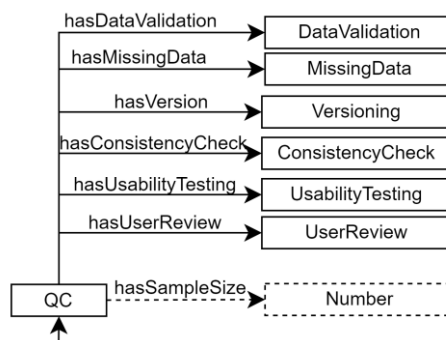 hasDataValidation
DataValidation
hasMissingData
MissingData
hasVersion
Versioning
hasConsistencyCheck
ConsistencyCheck
hasUsabilityTesting
UsabilityTesting
hasUserReview
UserReview
hasSampleSize
QC
Number